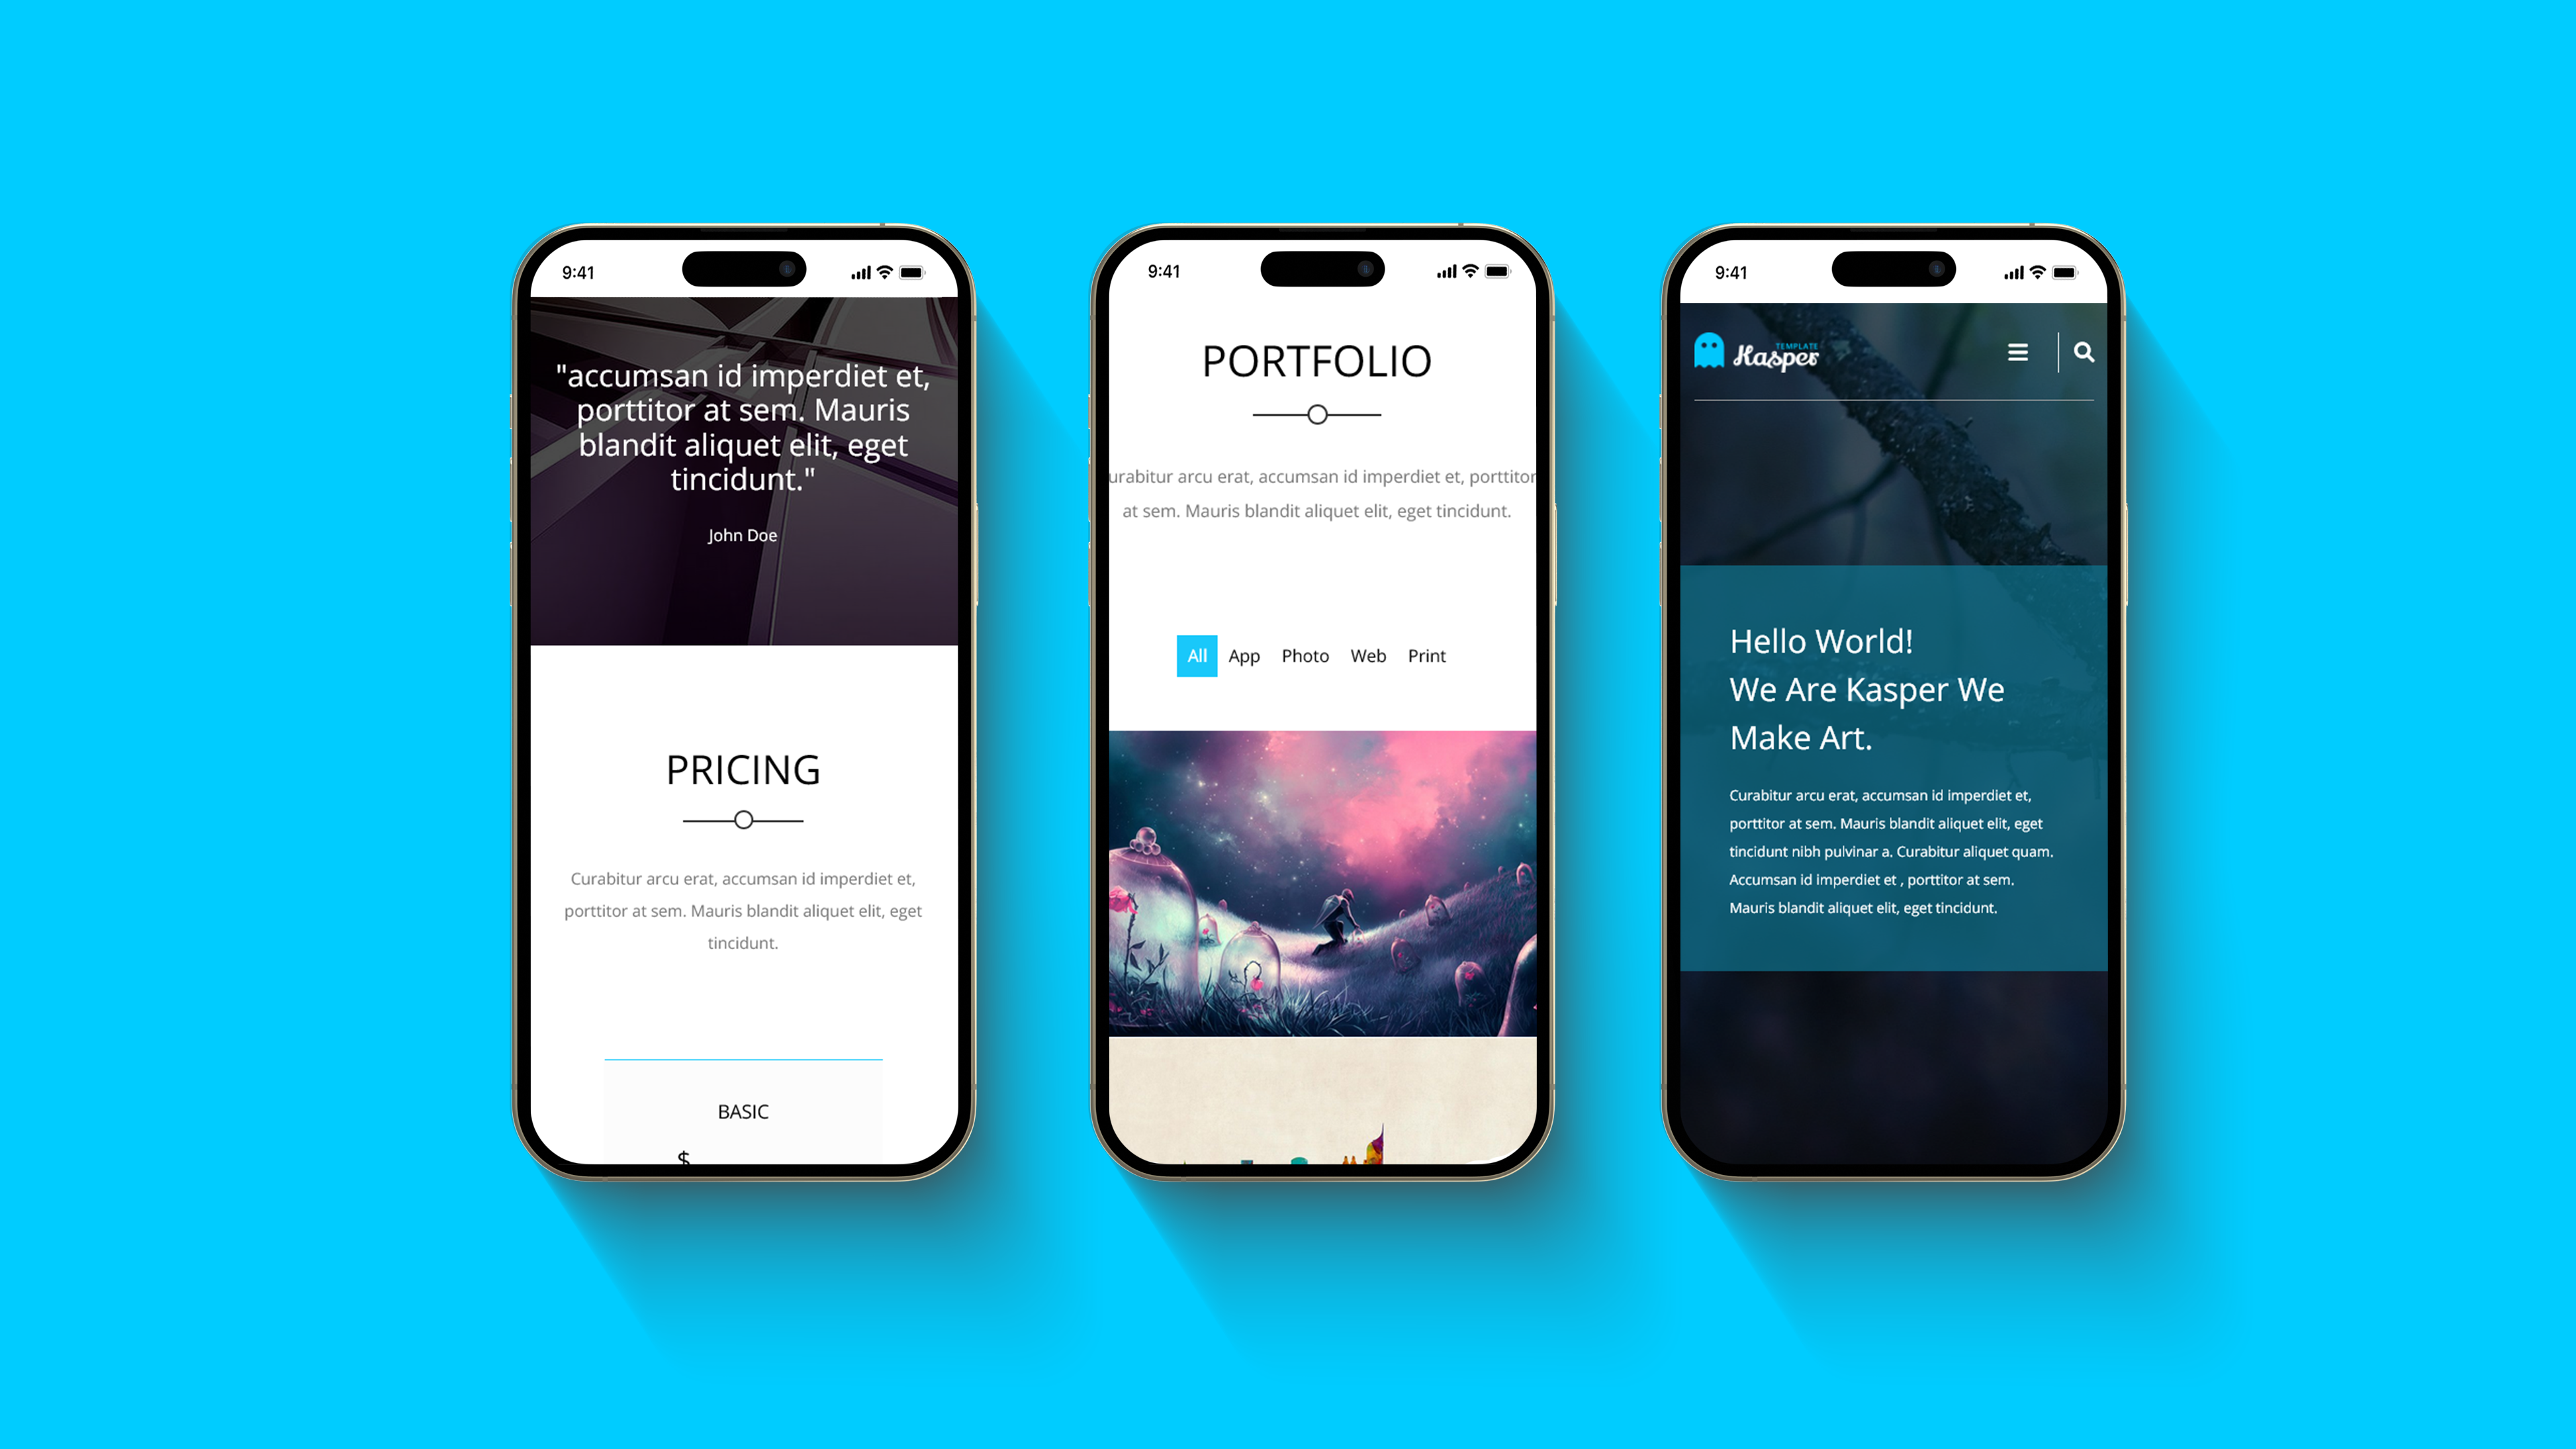 9:41
"accumsan id imperdiet et,
porttitor at sem. Mauris
blandit aliquet elit, eget
tincidunt."
John Doe
PRICING
Curabitur arcu erat, accumsan id imperdiet et,
porttitor at sem. Mauris blandit aliquet elit, eget
tincidunt.
BASIC
$
9:41
PORTFOLIO
urabitur arcu erat, accumsan id imperdiet et, porttitor
at sem. Mauris blandit aliquet elit, eget tincidunt.
All App Photo Web Print
9:41
TEMPLATE
Kasper
Hello World!
We Are Kasper We
Make Art.
Curabitur arcu erat, accumsan id imperdiet et,
porttitor at sem. Mauris blandit aliquet elit, eget
tincidunt nibh pulvinar a. Curabitur aliquet quam.
Accumsan id imperdiet et , porttitor at sem.
Mauris blandit aliquet elit, eget tincidunt.